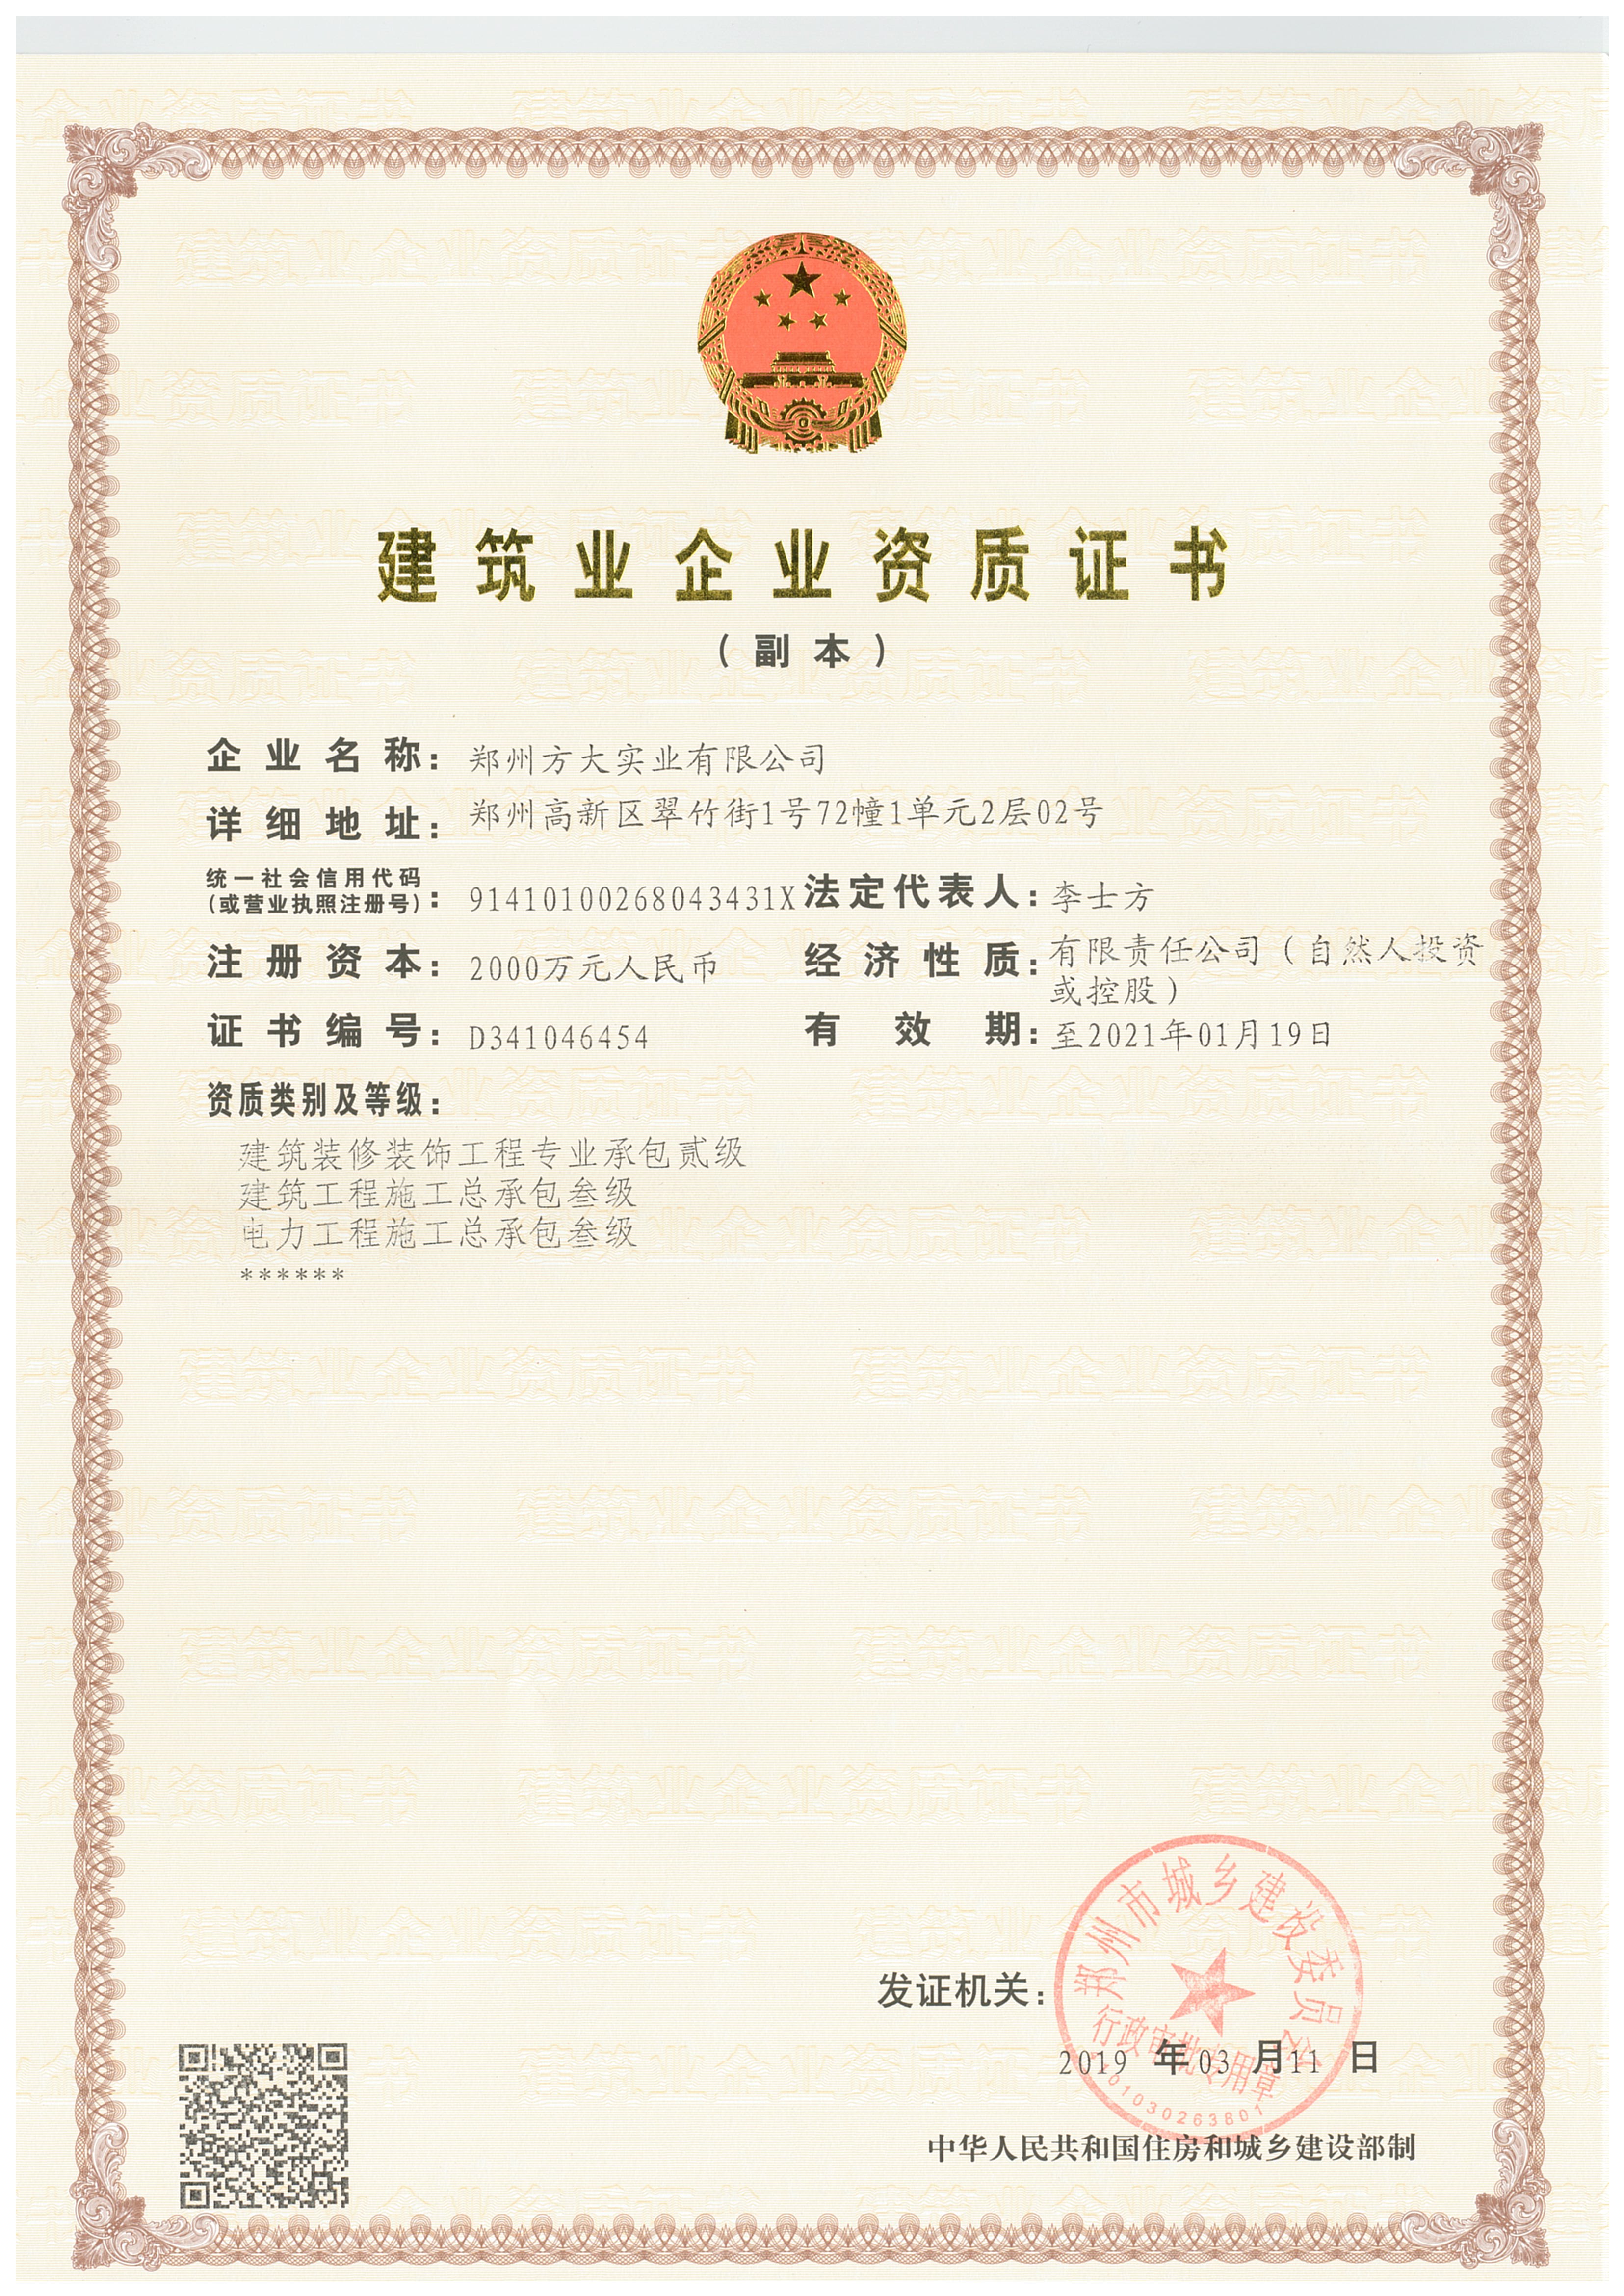 建筑业企业资质证书
（副本）
企业名称：郑州方大实业有限公司
详细地址：郑州高新区翠竹街1号72幢1单元2层02号
统一社会信用代码
(或营业执照注册号)：91410100268043431X 法定代表人：李士方
注册资本：2000万元人民币 经济性质：有限责任公司（自然人投资
或控股）
证书编号：D341046454 有效期：至2021年01月19日
资质类别及等级：
建筑装修装饰工程专业承包贰级
建筑工程施工总承包叁级
电力工程施工总承包叁级
******
郑州市城乡建设委员会
发证机关：
行政审批专用章
2019年03月11日
中华人民共和国住房和城乡建设部制